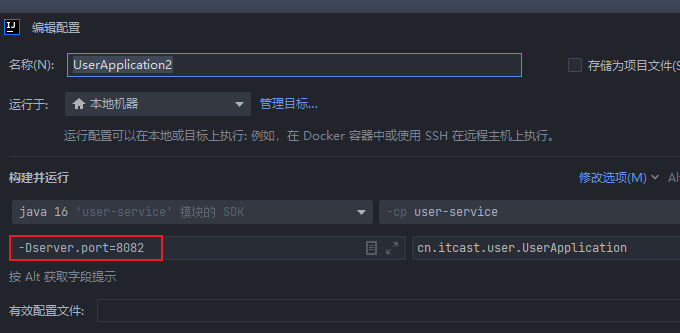 IJ 编辑配置
名称(N): UserApplication2 存储为项目文件(S
运行于: 本地机器 管理目标...
运行配置可以在本地或目标上执行: 例如，在 Docker 容器中或使用 SSH 在远程主机上执行。
构建并运行 修改选项(M) Al
java 16 'user-service' 模块的 SDK -cp user-service
-Dserver.port=8082 cn.itcast.user.UserApplication
按 Alt 获取字段提示
有效配置文件: